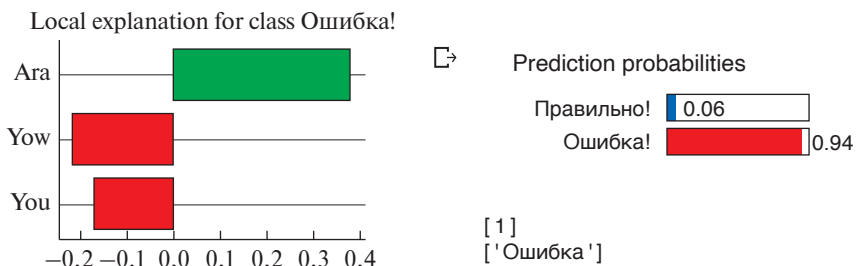 Local explanation for class Ошибка!
Ara
Yow
You
−0.2 −0.1 0.0 0.1 0.2 0.3 0.4
Prediction probabilities
Правильно! 0.06
Ошибка! 0.94
[1]
['Ошибка']